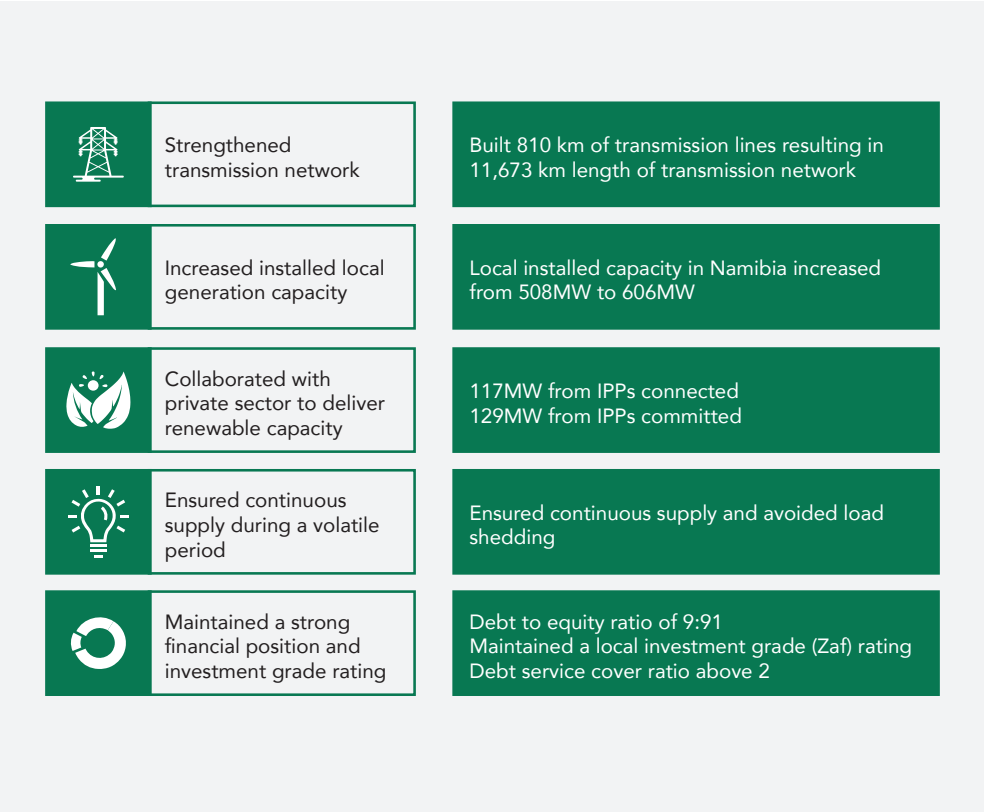 Strengthened
transmission network
Built 810 km of transmission lines resulting in
11,673 km length of transmission network
Increased installed local
generation capacity
Local installed capacity in Namibia increased
from 508MW to 606MW
Collaborated with
private sector to deliver
renewable capacity
117MW from IPPs connected
129MW from IPPs committed
Ensured continuous
supply during a volatile
period
Ensured continuous supply and avoided load
shedding
Maintained a strong
financial position and
investment grade rating
Debt to equity ratio of 9:91
Maintained a local investment grade (Zaf) rating
Debt service cover ratio above 2